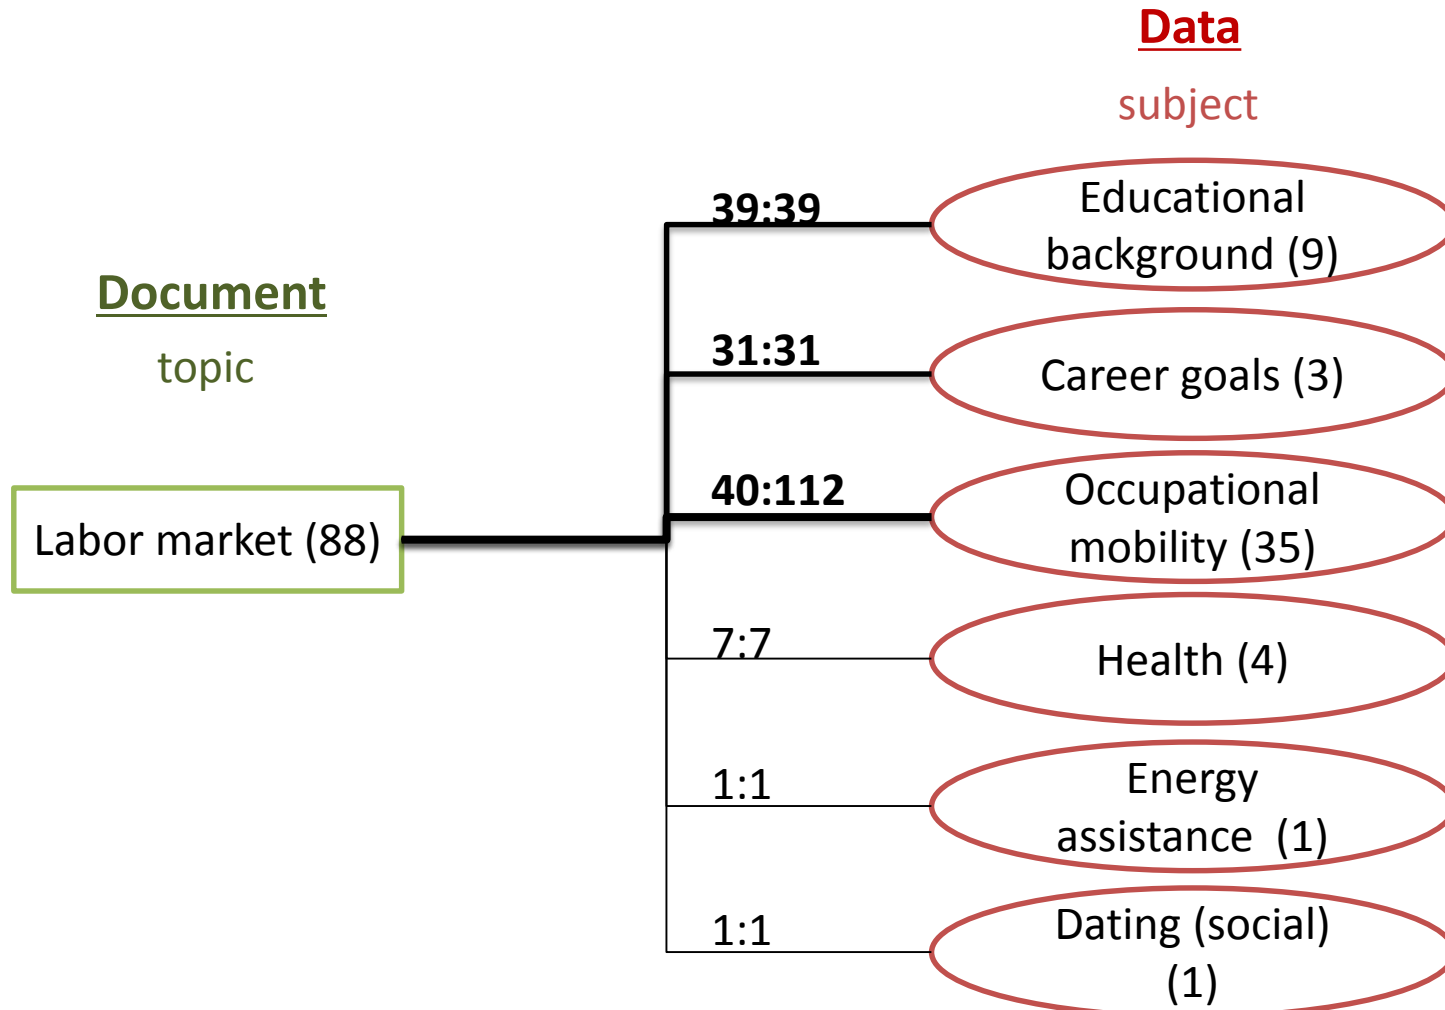 Data
subject
Document
topic
Labor market (88)
39:39
Educational
background (9)
31:31
Career goals (3)
40:112
Occupational
mobility (35)
7:7
Health (4)
1:1
Energy
assistance  (1)
1:1
Dating (social)
(1)